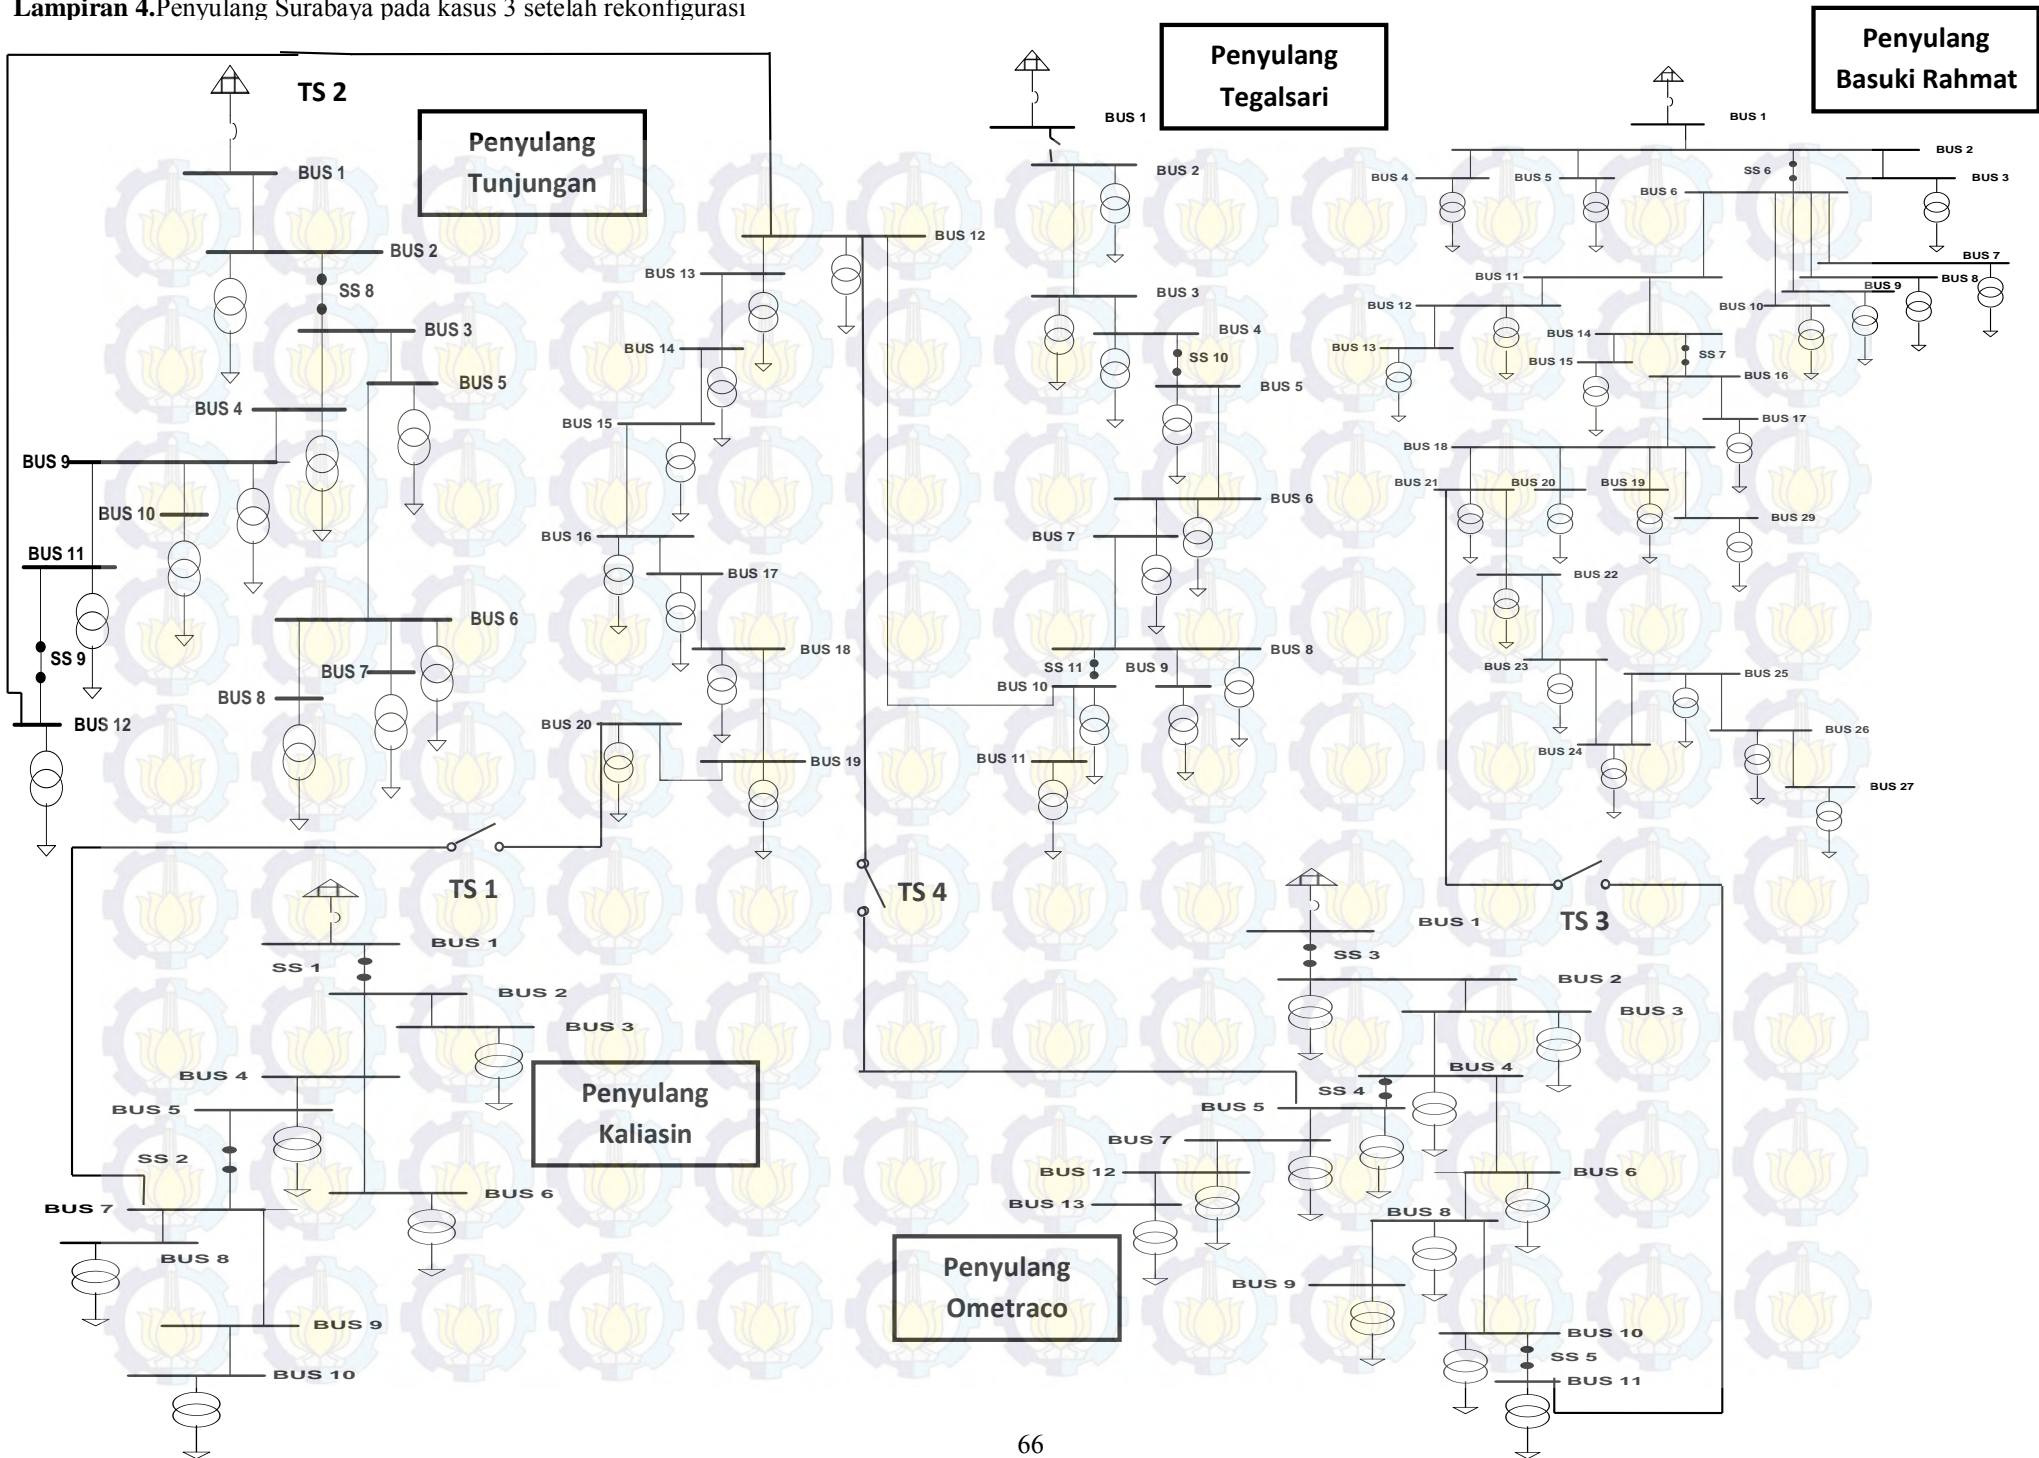 Lampiran 4.Penyulang Surabaya pada kasus 3 setelah rekonfigurasi
TS 2
Penyulang
Tunjungan
BUS 1
BUS 2
SS 8
BUS 3
BUS 5
BUS 4
BUS 9
BUS 10
BUS 11
SS 9
BUS 12
BUS 6
BUS 7
BUS 8
Penyulang
Tegalsari
BUS 1
BUS 2
BUS 3
BUS 4
SS 10
BUS 5
BUS 6
BUS 7
BUS 8
SS 11
BUS 9
BUS 10
BUS 11
BUS 12
BUS 13
BUS 14
BUS 15
BUS 16
BUS 17
BUS 18
BUS 20
BUS 19
Penyulang
Basuki Rahmat
BUS 1
BUS 2
BUS 4
BUS 5
SS 6
BUS 3
BUS 6
BUS 7
BUS 8
BUS 9
BUS 10
BUS 11
BUS 12
BUS 13
BUS 14
BUS 15
SS 7
BUS 16
BUS 17
BUS 18
BUS 21
BUS 20
BUS 19
BUS 29
BUS 22
BUS 23
BUS 25
BUS 24
BUS 26
BUS 27
TS 1
TS 4
TS 3
BUS 1
SS 1
BUS 2
BUS 3
BUS 4
BUS 5
SS 2
BUS 6
BUS 7
BUS 8
BUS 9
BUS 10
Penyulang
Kaliasin
BUS 1
SS 3
BUS 2
BUS 3
BUS 4
SS 4
BUS 5
BUS 7
BUS 12
BUS 6
BUS 13
BUS 8
BUS 9
BUS 10
SS 5
BUS 11
Penyulang
Ometraco
66